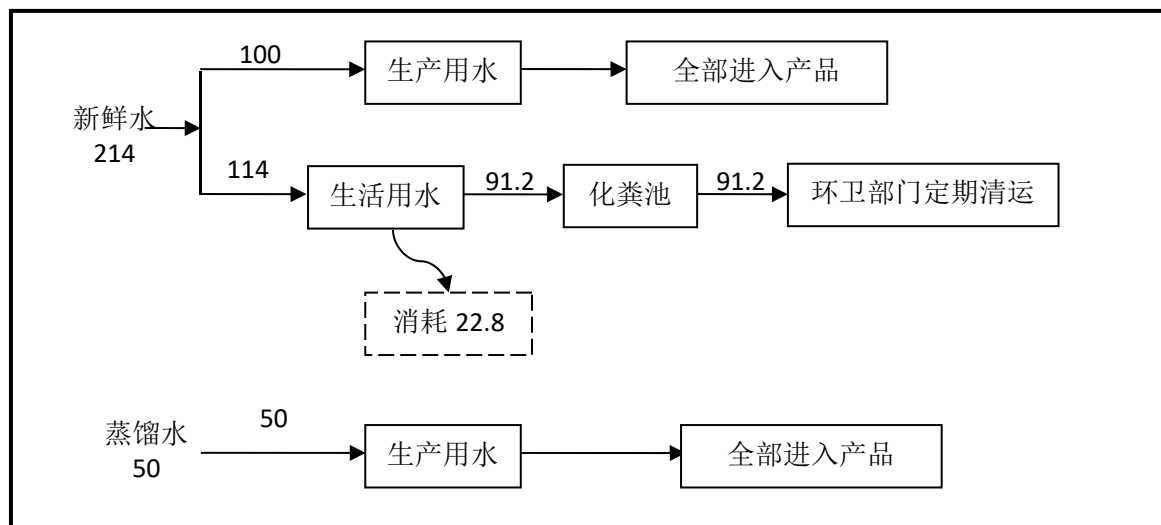 100
生产用水
全部进入产品
新鲜水
214
114
生活用水
91.2
化粪池
91.2
环卫部门定期清运
消耗 22.8
蒸馏水
50
50
生产用水
全部进入产品